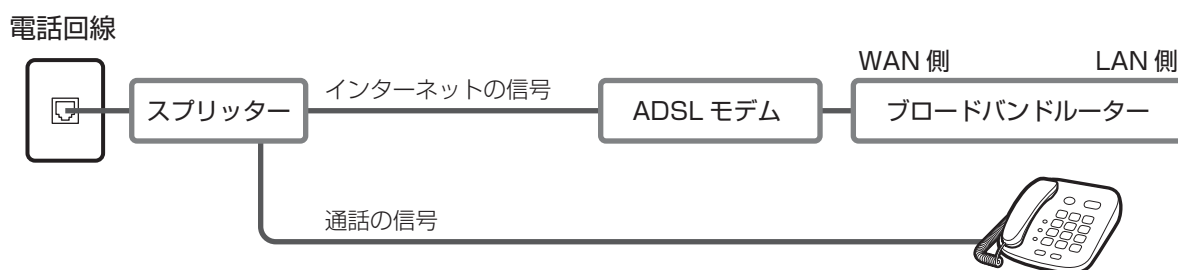 電話回線
WAN 側
LAN 側
スプリッター
インターネットの信号
ADSL モデム
ブロードバンドルーター
通話の信号